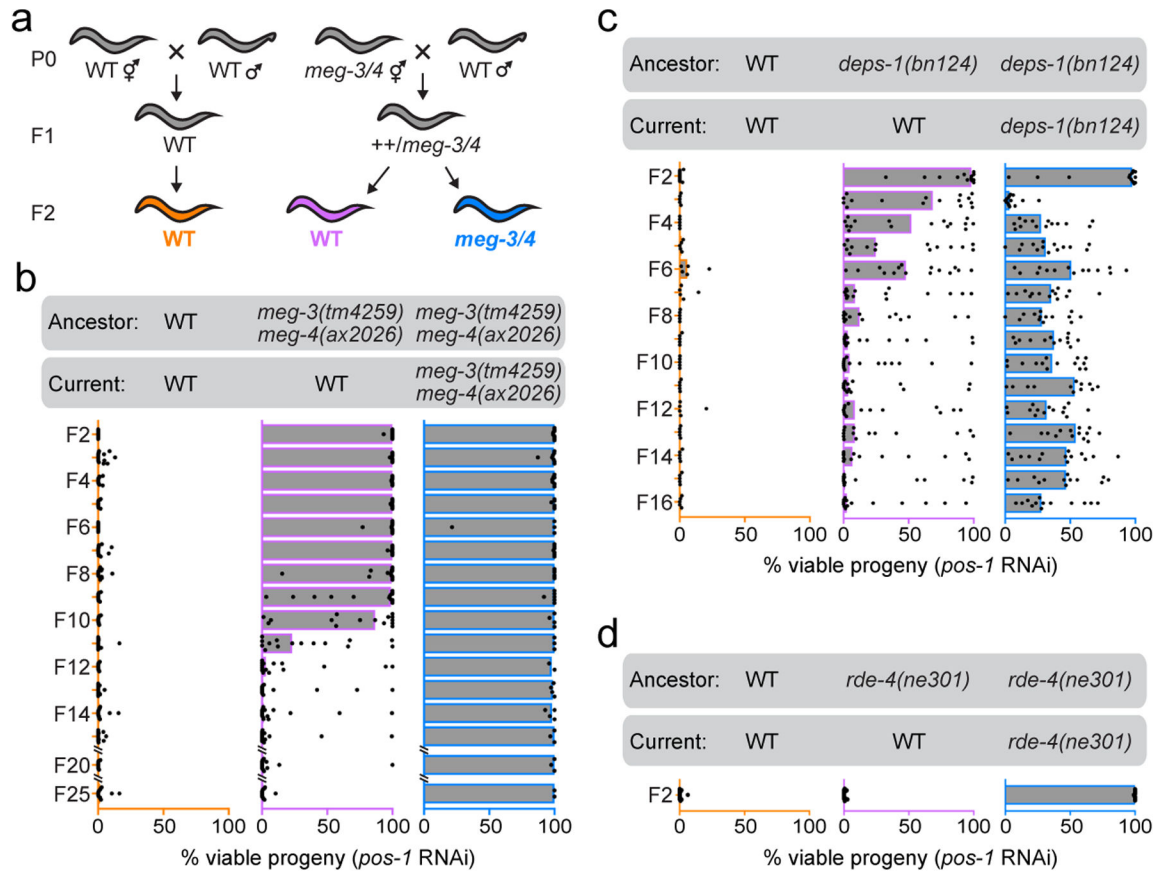 a
P0
WT ⚥ × WT ♂
meg-3/4 ⚥ × WT ♂
F1
WT
++/meg-3/4
F2
WT
WT
meg-3/4
b
Ancestor: WT meg-3(tm4259) meg-3(tm4259)
meg-4(ax2026) meg-4(ax2026)
Current: WT WT meg-3(tm4259)
meg-4(ax2026)
F2
F4
F6
F8
F10
F12
F14
F20
F25
0 100 0 50 100 0 50 100
% viable progeny (pos-1 RNAi)
c
Ancestor: WT deps-1(bn124) deps-1(bn124)
Current: WT WT deps-1(bn124)
F2
F4
F6
F8
F10
F12
F14
F16
0 50 100 0 50 100 0 50 100
% viable progeny (pos-1 RNAi)
d
Ancestor: WT rde-4(ne301) rde-4(ne301)
Current: WT WT rde-4(ne301)
F2
0 50 100 0 50 100 0 50 100
% viable progeny (pos-1 RNAi)